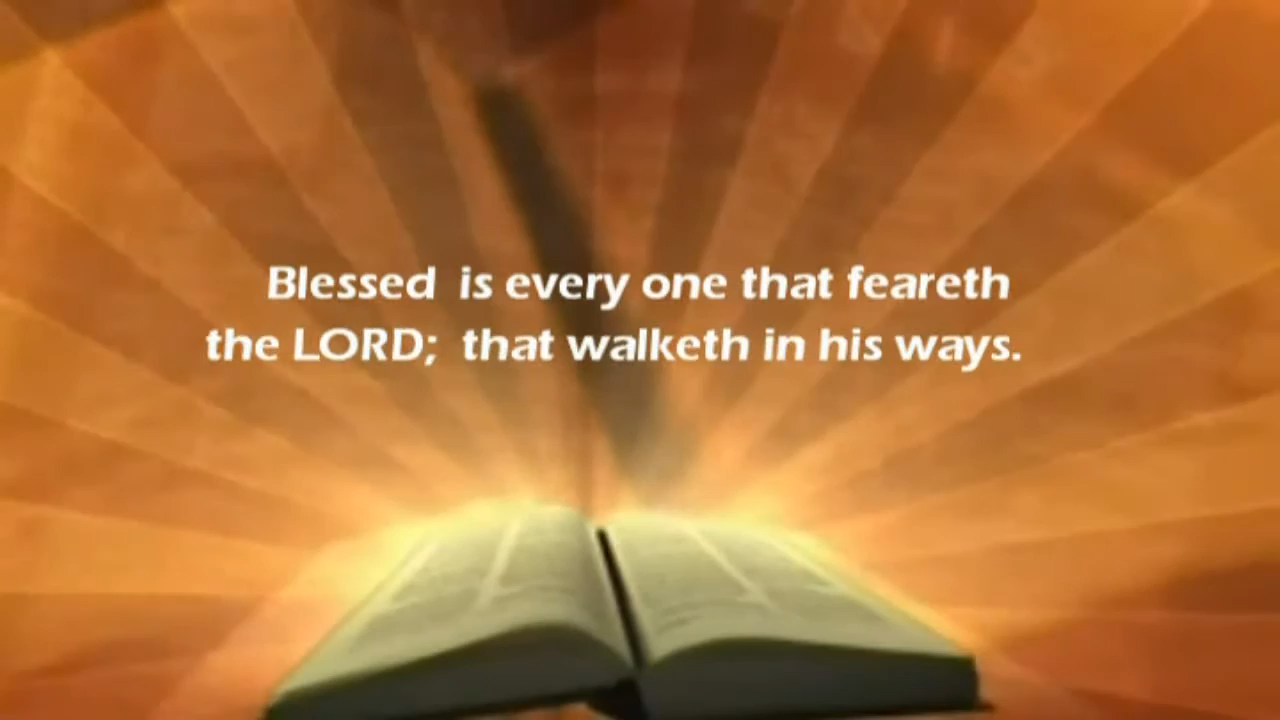 Blessed is every one that feareth
the LORD; that walketh in his ways.